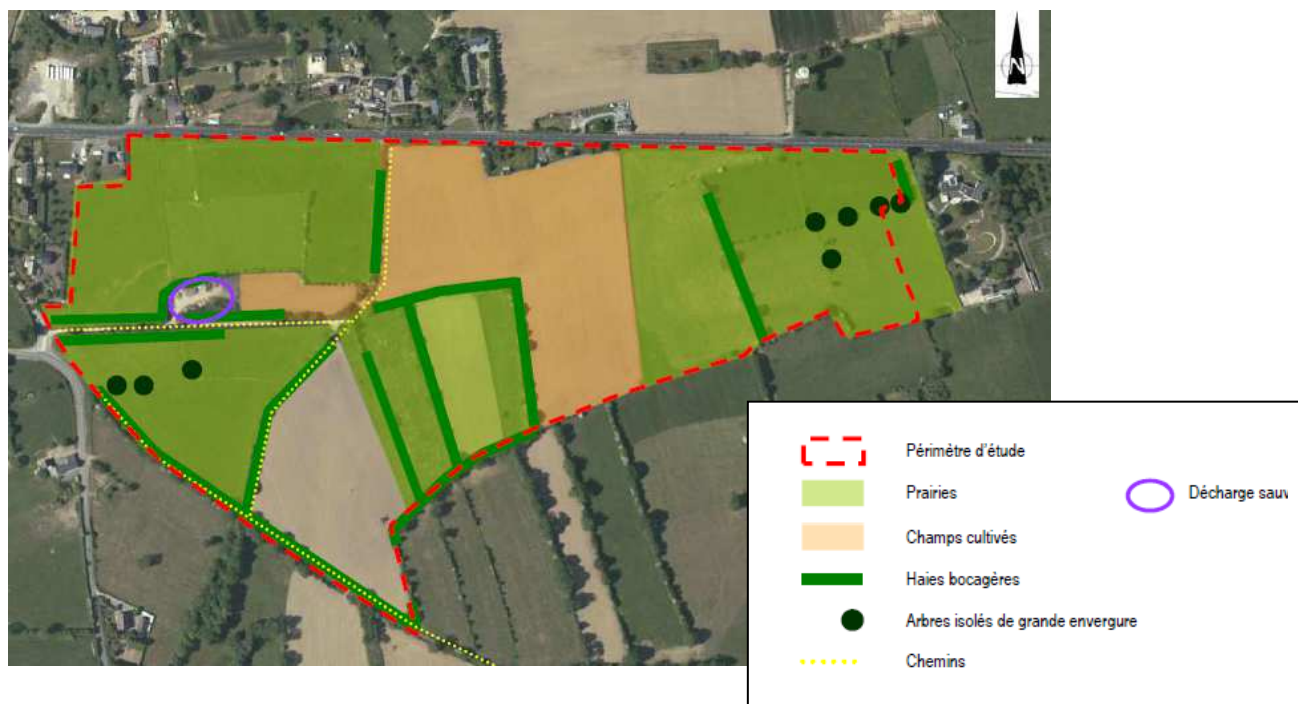 N
Périmètre d'étude
Prairies
Décharge sauv
Champs cultivés
Haies bocagères
Arbres isolés de grande envergure
Chemins